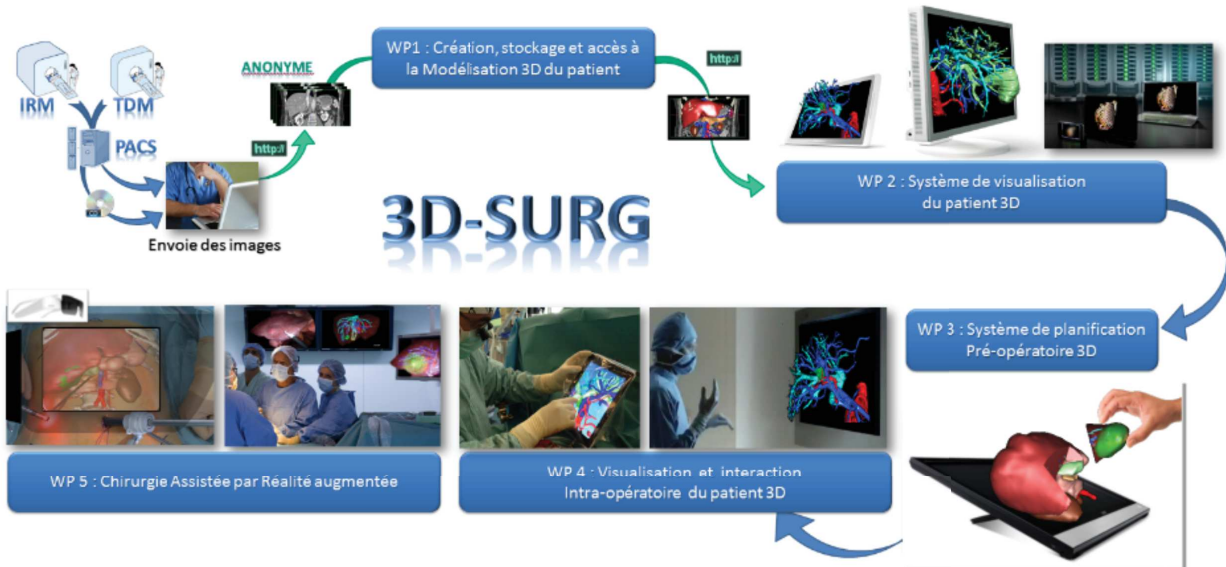 IRM
TDM
PACS
Envoie des images
http://
ANONYME
WP1 : Création, stockage et accès à
la Modélisation 3D du patient
http://
WP 2 : Système de visualisation
du patient 3D
3D-SURG
WP 3 : Système de planification
Pré-opératoire 3D
WP 4 : Visualisation et interaction
Intra-opératoire du patient 3D
WP 5 : Chirurgie Assistée par Réalité augmentée